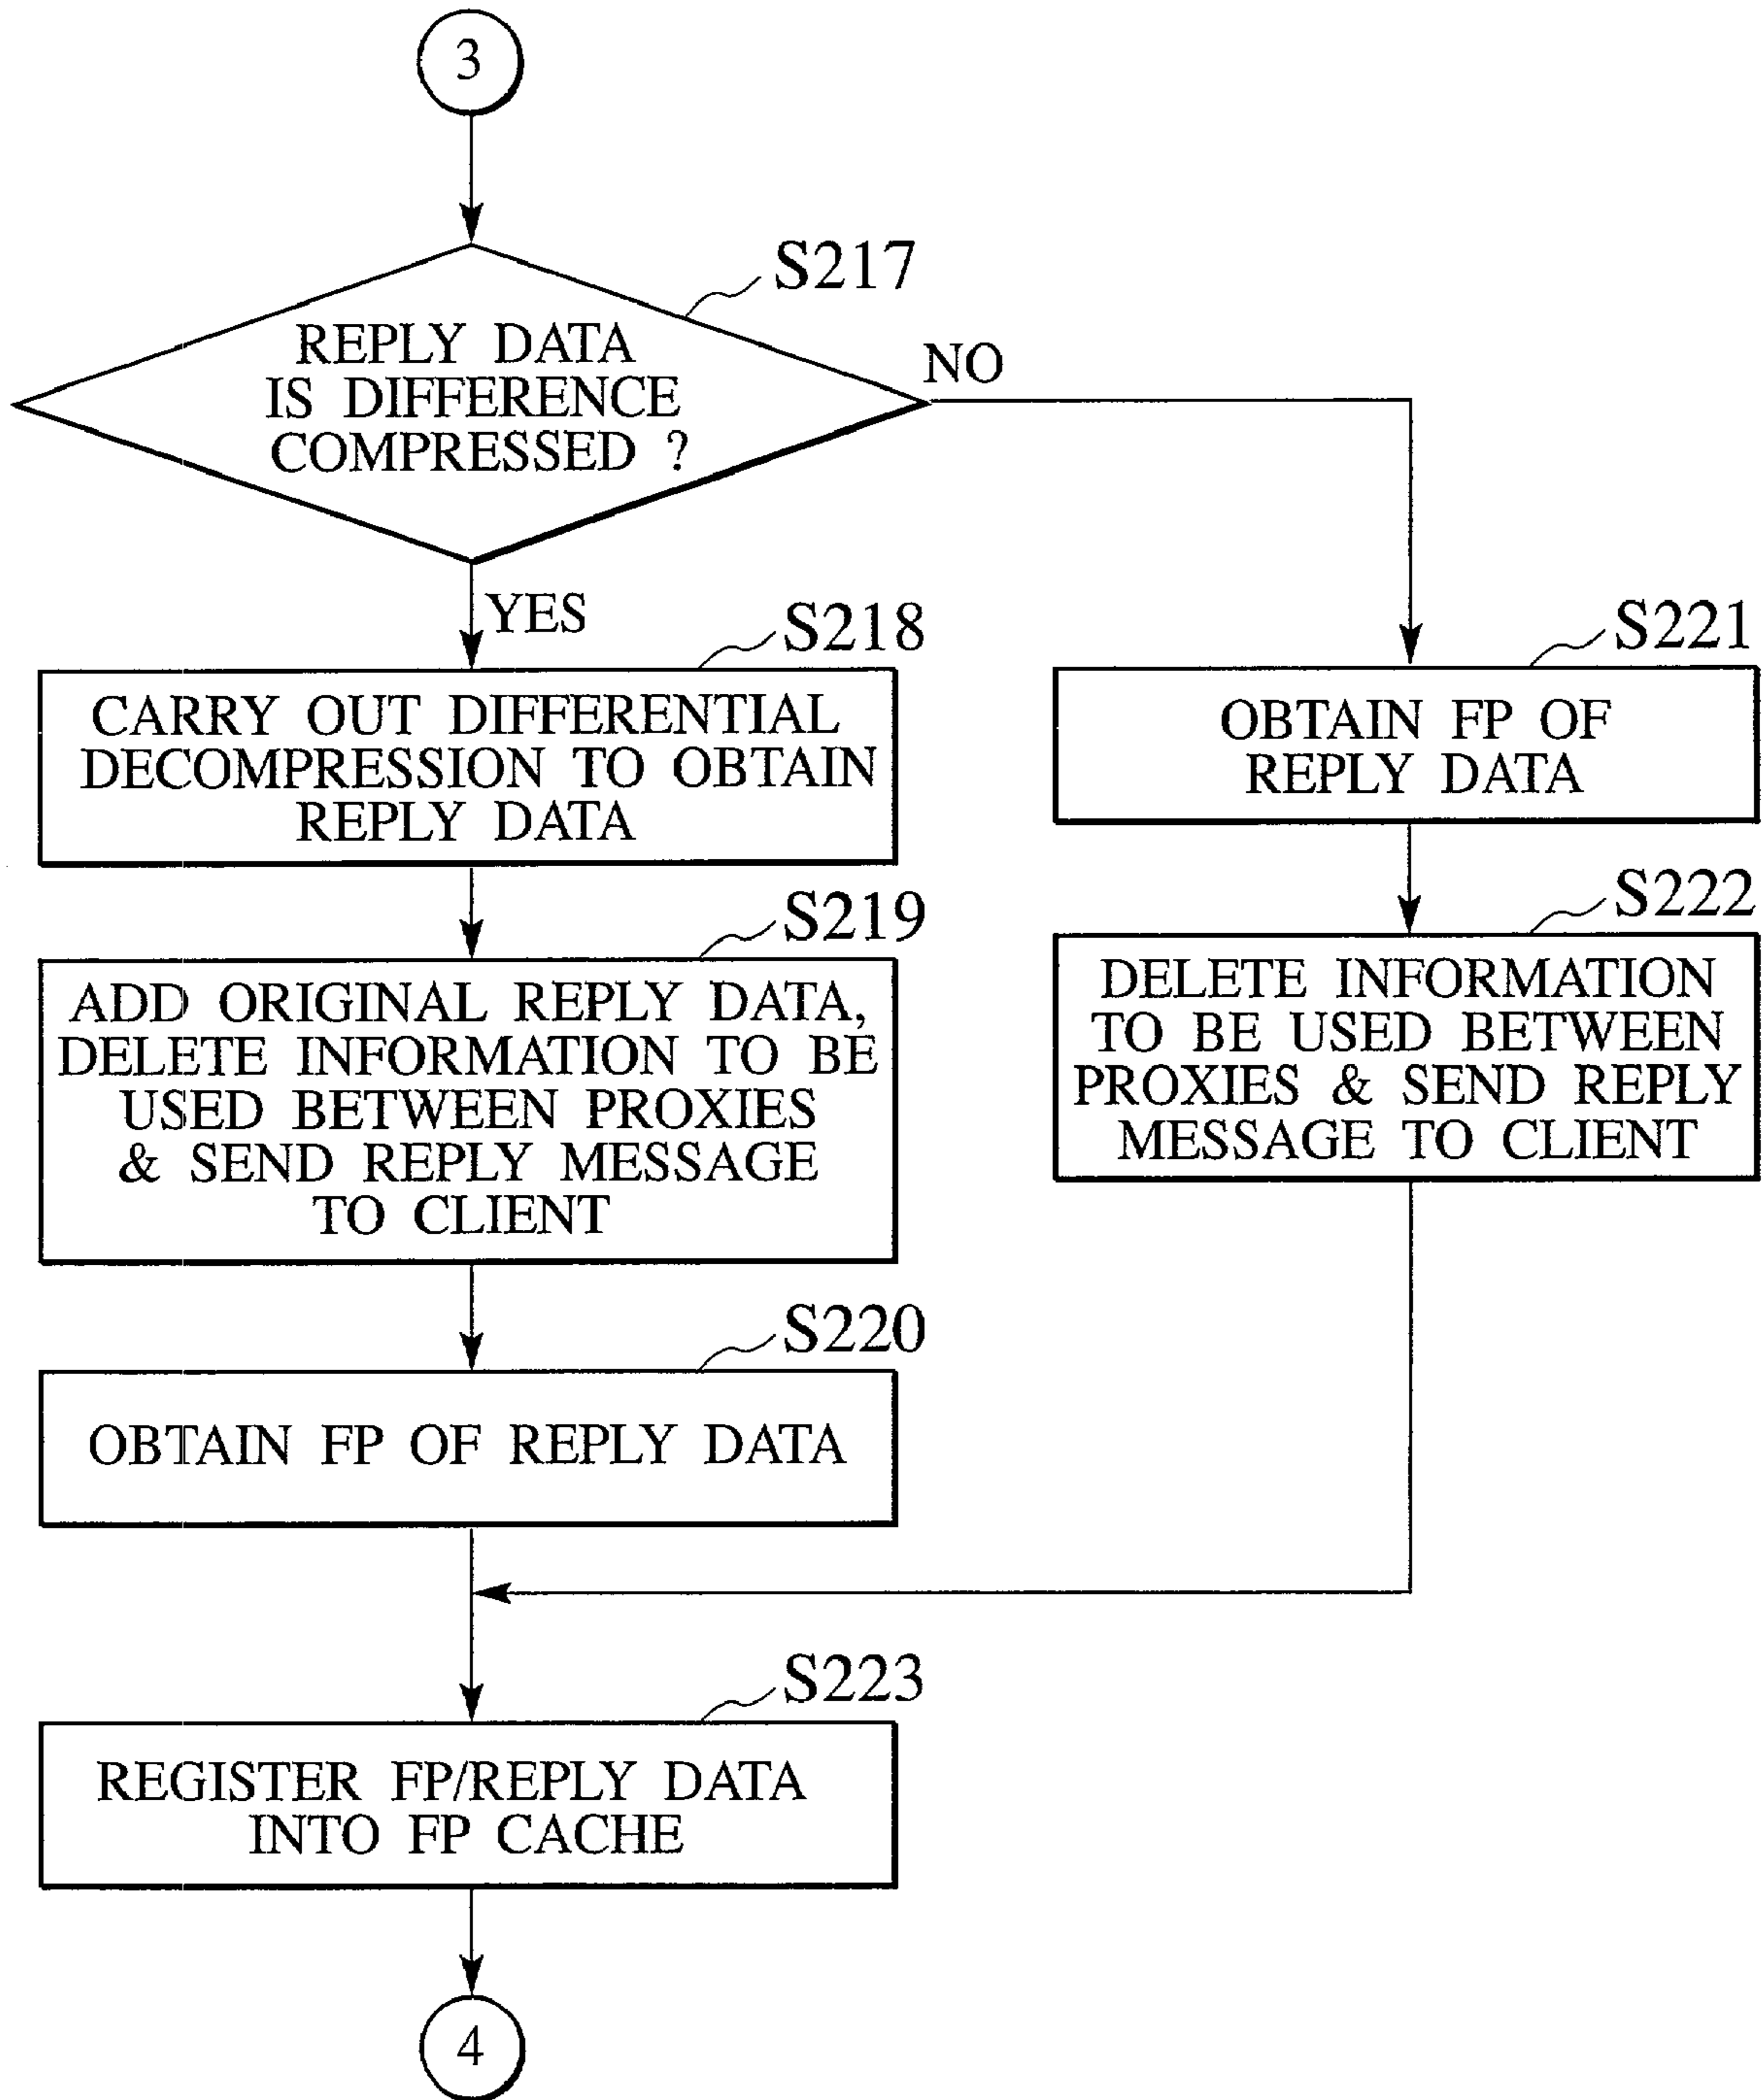 3
S217
REPLY DATA
IS DIFFERENCE
COMPRESSED ?
NO
YES
S218
CARRY OUT DIFFERENTIAL
DECOMPRESSION TO OBTAIN
REPLY DATA
S221
OBTAIN FP OF
REPLY DATA
S219
ADD ORIGINAL REPLY DATA,
DELETE INFORMATION TO BE
USED BETWEEN PROXIES
& SEND REPLY MESSAGE
TO CLIENT
S222
DELETE INFORMATION
TO BE USED BETWEEN
PROXIES & SEND REPLY
MESSAGE TO CLIENT
S220
OBTAIN FP OF REPLY DATA
S223
REGISTER FP/REPLY DATA
INTO FP CACHE
4